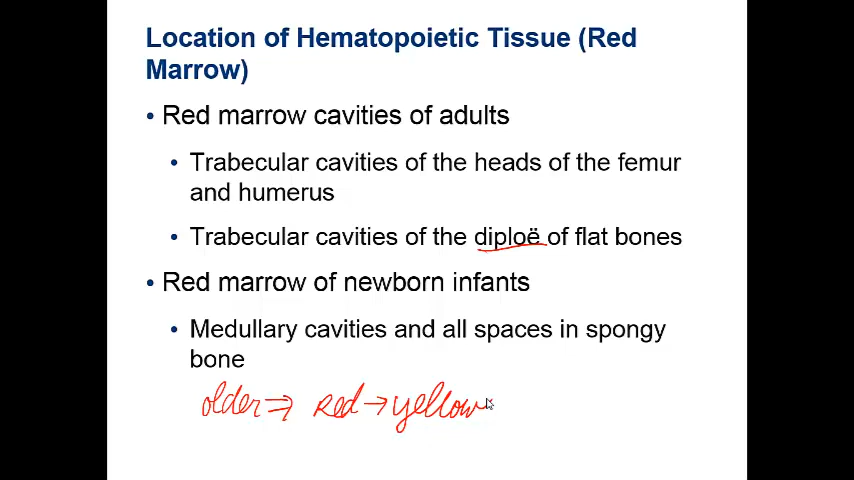 Location of Hematopoietic Tissue (Red
Marrow)
• Red marrow cavities of adults
• Trabecular cavities of the heads of the femur
and humerus
• Trabecular cavities of the diploë of flat bones
• Red marrow of newborn infants
• Medullary cavities and all spaces in spongy
bone
older ⇒ Red → yellow